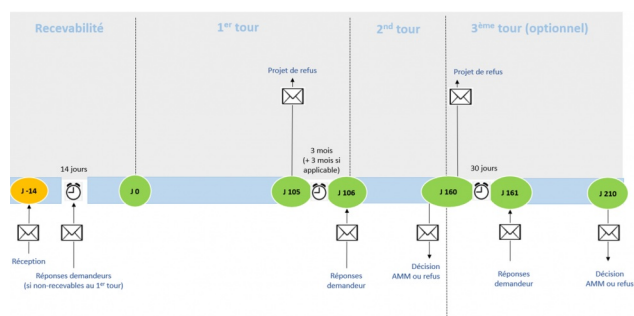 Recevabilité
1er tour
2nd tour
3ème tour (optionnel)
Projet de refus
Projet de refus
14 jours
3 mois
(+ 3 mois si
applicable)
30 jours
J -14
J 0
J 105
J 106
J 160
J 161
J 210
Réception
Réponses demandeurs
(si non-recevables au 1er tour)
Réponses
demandeur
Décision
AMM ou refus
Réponses
demandeur
Décision
AMM ou refus